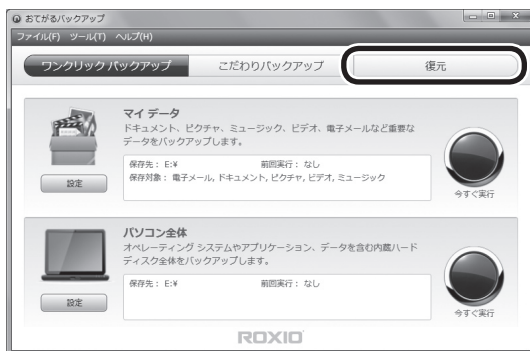 おてがるバックアップ
ファイル(F) ツール(T) ヘルプ(H)
ワンクリック バックアップ こだわりバックアップ 復元
マイ データ
ドキュメント、ピクチャ、ミュージック、ビデオ、電子メールなど重要な
データをバックアップします。
保存先： E:¥ 前回実行： なし
保存対象： 電子メール, ドキュメント, ピクチャ, ビデオ, ミュージック
設定
今すぐ実行
パソコン全体
オペレーティング システムやアプリケーション、データを含む内蔵ハード
ディスク全体をバックアップします。
保存先： E:¥ 前回実行： なし
設定
今すぐ実行
ROXIO